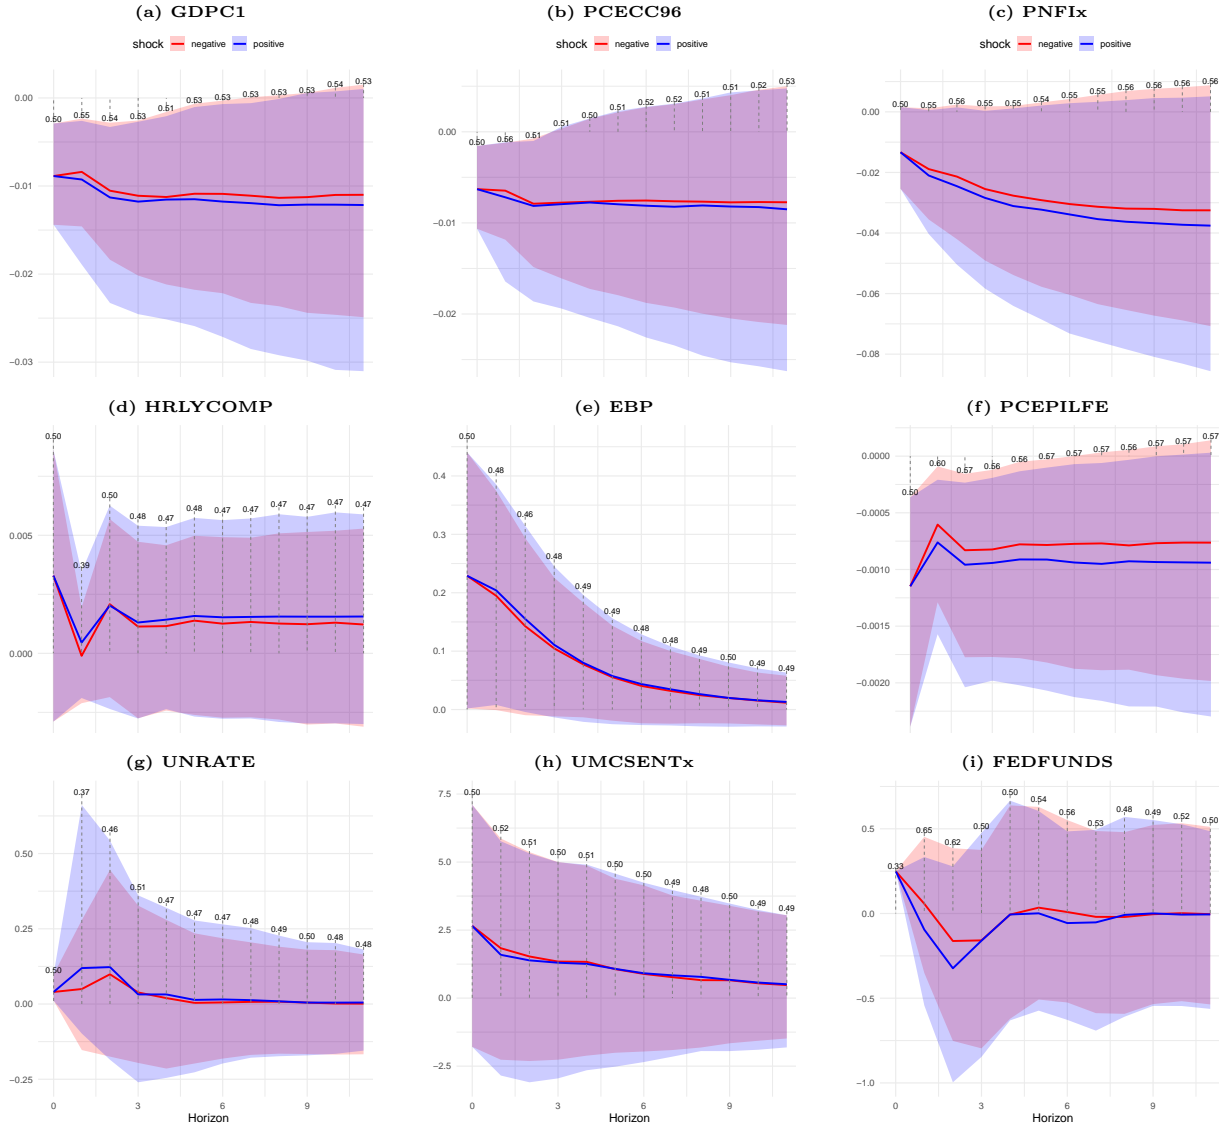 (a) GDPC1
(b) PCECC96
(c) PNFIx
shock negative positive
shock negative positive
shock negative positive
0.00
−0.01
−0.02
−0.03
0.50 0.55 0.54 0.53 0.51 0.53 0.53 0.53 0.53 0.53 0.54 0.53
0.00
−0.01
−0.02
0.50 0.56 0.51 0.51 0.50 0.51 0.52 0.52 0.51 0.51 0.52 0.53
0.00
−0.02
−0.04
−0.06
−0.08
0.50 0.55 0.56 0.55 0.55 0.54 0.55 0.55 0.56 0.56 0.56 0.56
(d) HRLYCOMP
(e) EBP
(f) PCEPILFE
0.005
0.000
0.50 0.39 0.50 0.48 0.47 0.48 0.47 0.47 0.47 0.47 0.47 0.47
0.4
0.3
0.2
0.1
0.0
0.50 0.48 0.46 0.48 0.49 0.49 0.48 0.48 0.49 0.50 0.49 0.49
0.0000
−0.0005
−0.0010
−0.0015
−0.0020
0.50 0.60 0.57 0.56 0.56 0.57 0.57 0.57 0.56 0.57 0.57 0.57
(g) UNRATE
(h) UMCSENTx
(i) FEDFUNDS
0.50
0.25
0.00
−0.25
0.50 0.37 0.46 0.51 0.47 0.47 0.47 0.48 0.49 0.50 0.48 0.48
0 3 6 9
Horizon
7.5
5.0
2.5
0.0
−2.5
0.50 0.52 0.51 0.50 0.51 0.50 0.50 0.49 0.48 0.50 0.49 0.49
0 3 6 9
Horizon
0.5
0.0
−0.5
−1.0
0.33 0.65 0.62 0.50 0.50 0.54 0.56 0.53 0.48 0.49 0.52 0.50
0 3 6 9
Horizon